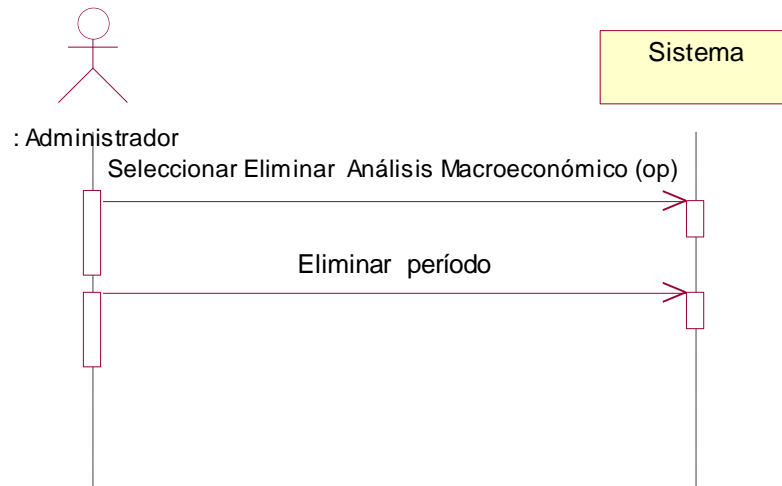 Sistema
: Administrador
Seleccionar Eliminar Análisis Macroeconómico (op)
Eliminar período